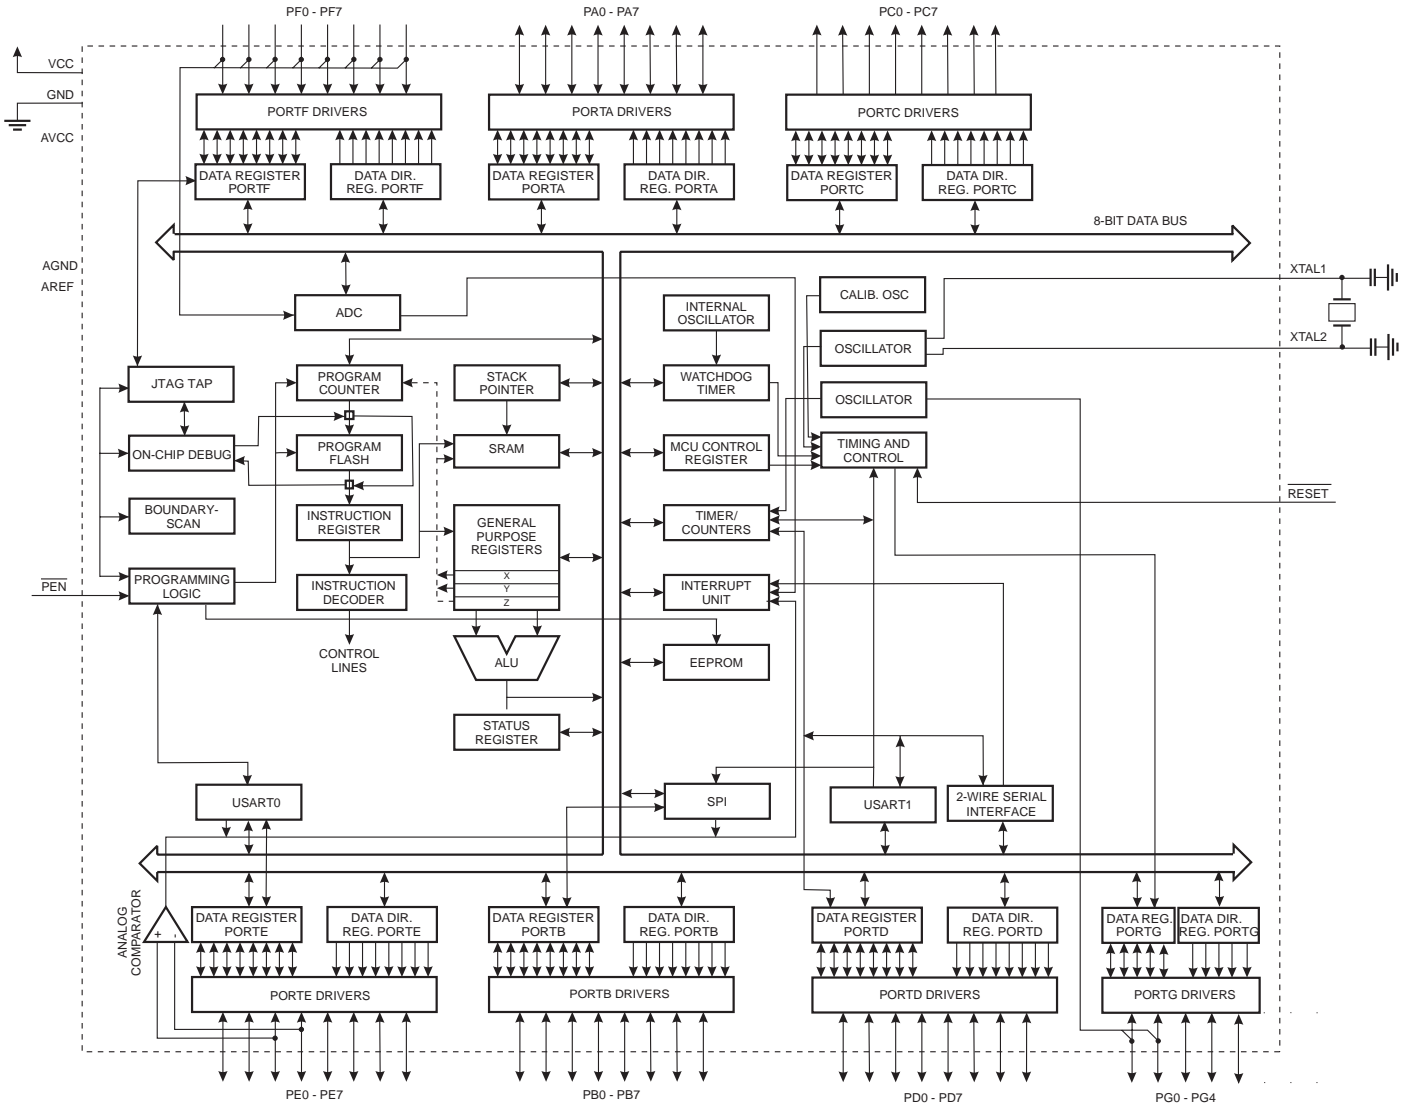 PF0 - PF7
PA0 - PA7
PC0 - PC7
VCC
GND
AVCC
PORTF DRIVERS
PORTA DRIVERS
PORTC DRIVERS
DATA REGISTER
PORTF
DATA DIR.
REG. PORTF
DATA REGISTER
PORTA
DATA DIR.
REG. PORTA
DATA REGISTER
PORTC
DATA DIR.
REG. PORTC
8-BIT DATA BUS
AGND
AREF
XTAL1
XTAL2
ADC
INTERNAL
OSCILLATOR
CALIB. OSC
OSCILLATOR
JTAG TAP
PROGRAM
COUNTER
STACK
POINTER
WATCHDOG
TIMER
OSCILLATOR
ON-CHIP DEBUG
PROGRAM
FLASH
SRAM
MCU CONTROL
REGISTER
TIMING AND
CONTROL
RESET
BOUNDARY-
SCAN
INSTRUCTION
REGISTER
GENERAL
PURPOSE
REGISTERS
X
Y
Z
TIMER/
COUNTERS
PEN
PROGRAMMING
LOGIC
INSTRUCTION
DECODER
INTERRUPT
UNIT
CONTROL
LINES
ALU
EEPROM
STATUS
REGISTER
USART0
SPI
USART1
2-WIRE SERIAL
INTERFACE
ANALOG
COMPARATOR
+
-
DATA REGISTER
PORTE
DATA DIR.
REG. PORTE
DATA REGISTER
PORTB
DATA DIR.
REG. PORTB
DATA REGISTER
PORTD
DATA DIR.
REG. PORTD
DATA REG.
PORTG
DATA DIR.
REG. PORTG
PORTE DRIVERS
PORTB DRIVERS
PORTD DRIVERS
PORTG DRIVERS
PE0 - PE7
PB0 - PB7
PD0 - PD7
PG0 - PG4